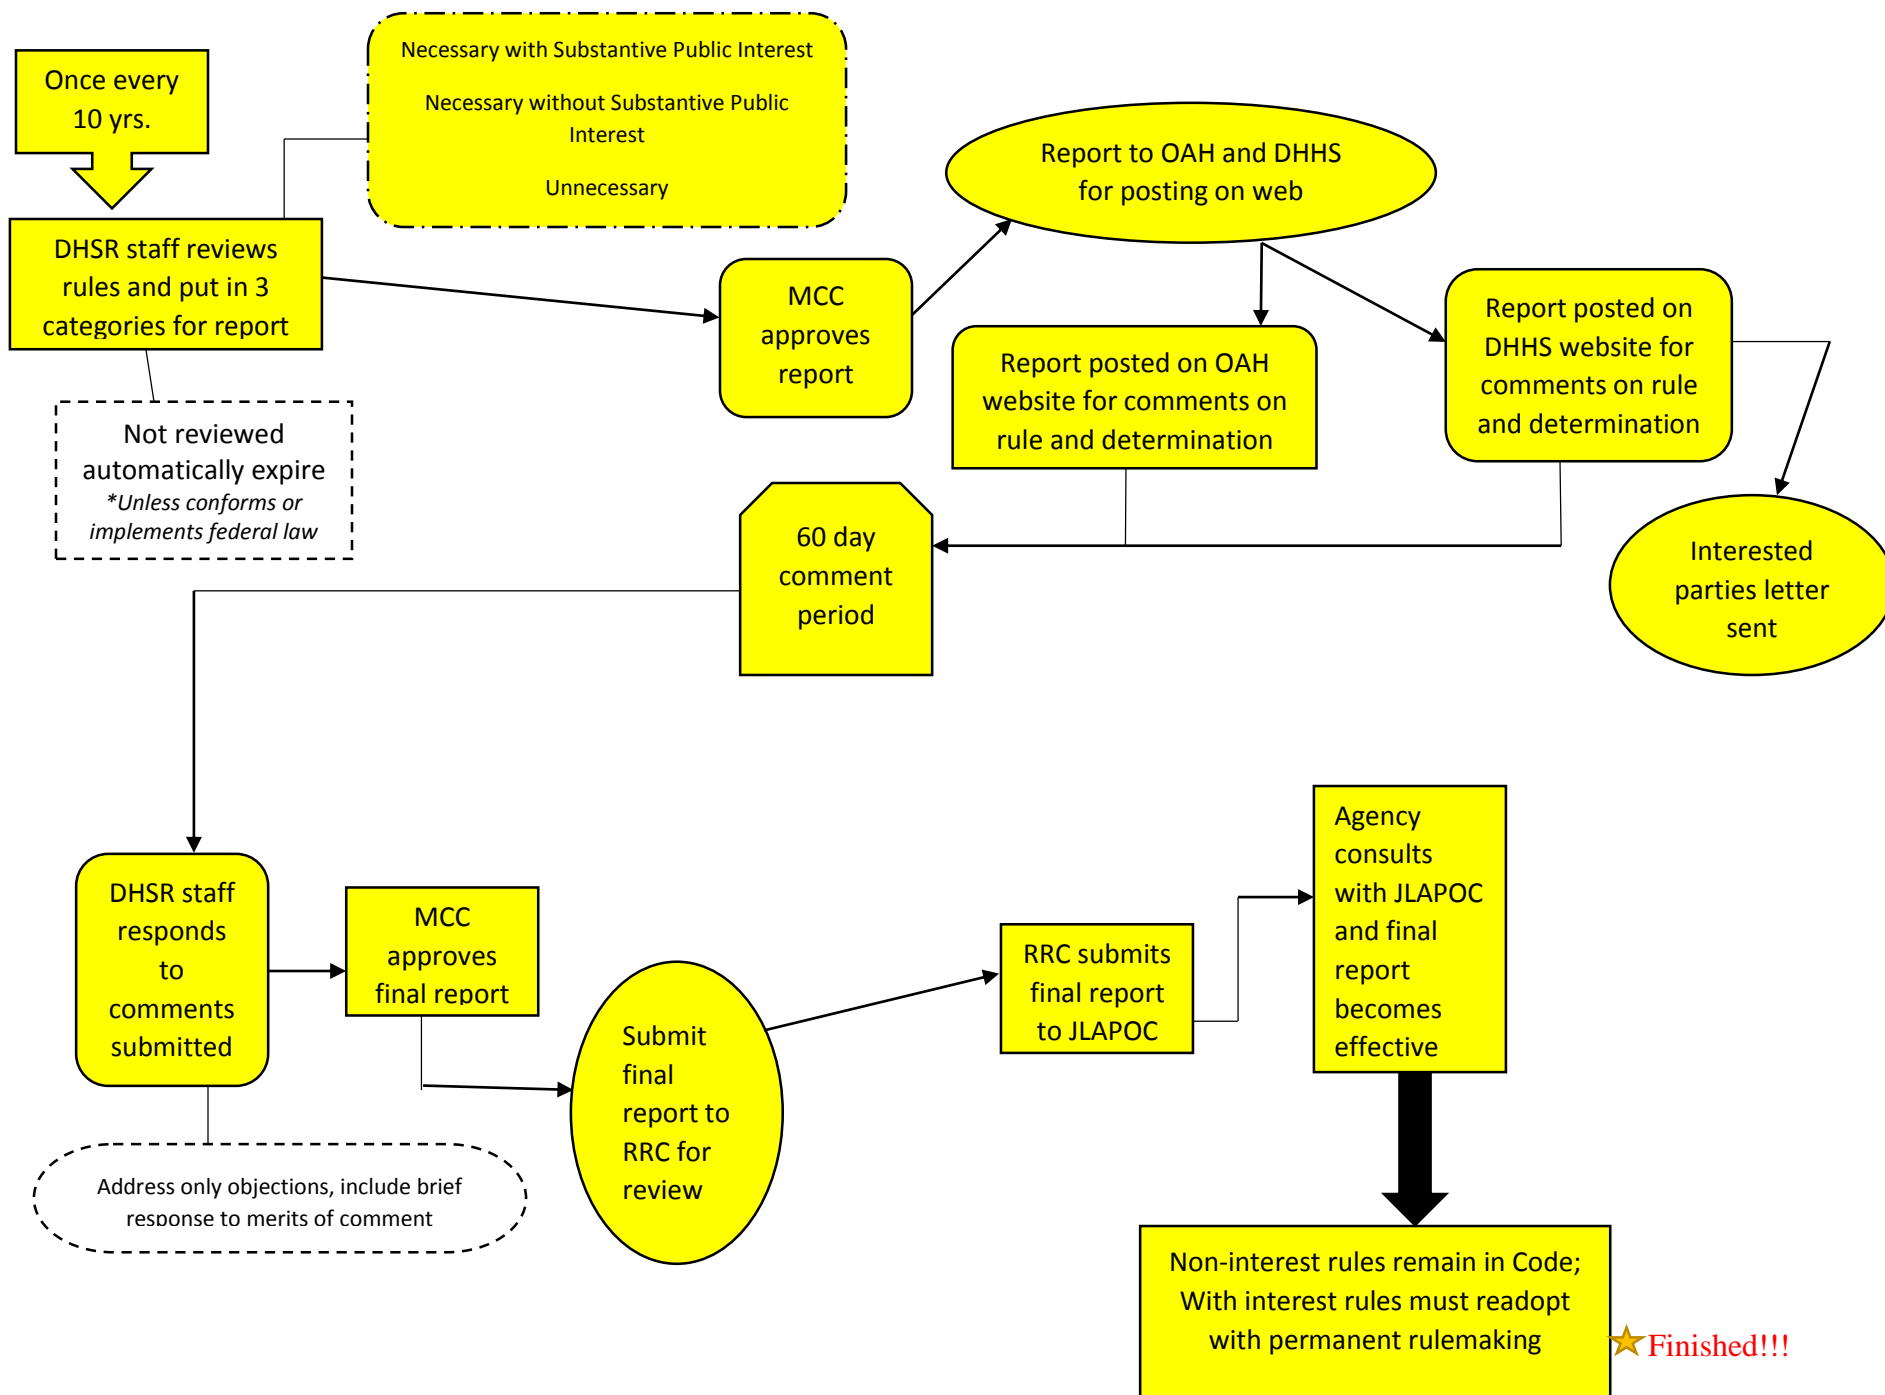 Once every
10 yrs.
Necessary with Substantive Public Interest
Necessary without Substantive Public
Interest
Unnecessary
DHSR staff reviews
rules and put in 3
categories for report
Not reviewed
automatically expire
*Unless conforms or
implements federal law
MCC
approves
report
Report to OAH and DHHS
for posting on web
Report posted on OAH
website for comments on
rule and determination
Report posted on
DHHS website for
comments on rule
and determination
Interested
parties letter
sent
60 day
comment
period
DHSR staff
responds
to
comments
submitted
Address only objections, include brief
response to merits of comment
MCC
approves
final report
Submit
final
report to
RRC for
review
RRC submits
final report
to JLAPOC
Agency
consults
with JLAPOC
and final
report
becomes
effective
Non-interest rules remain in Code;
With interest rules must readopt
with permanent rulemaking
Finished!!!